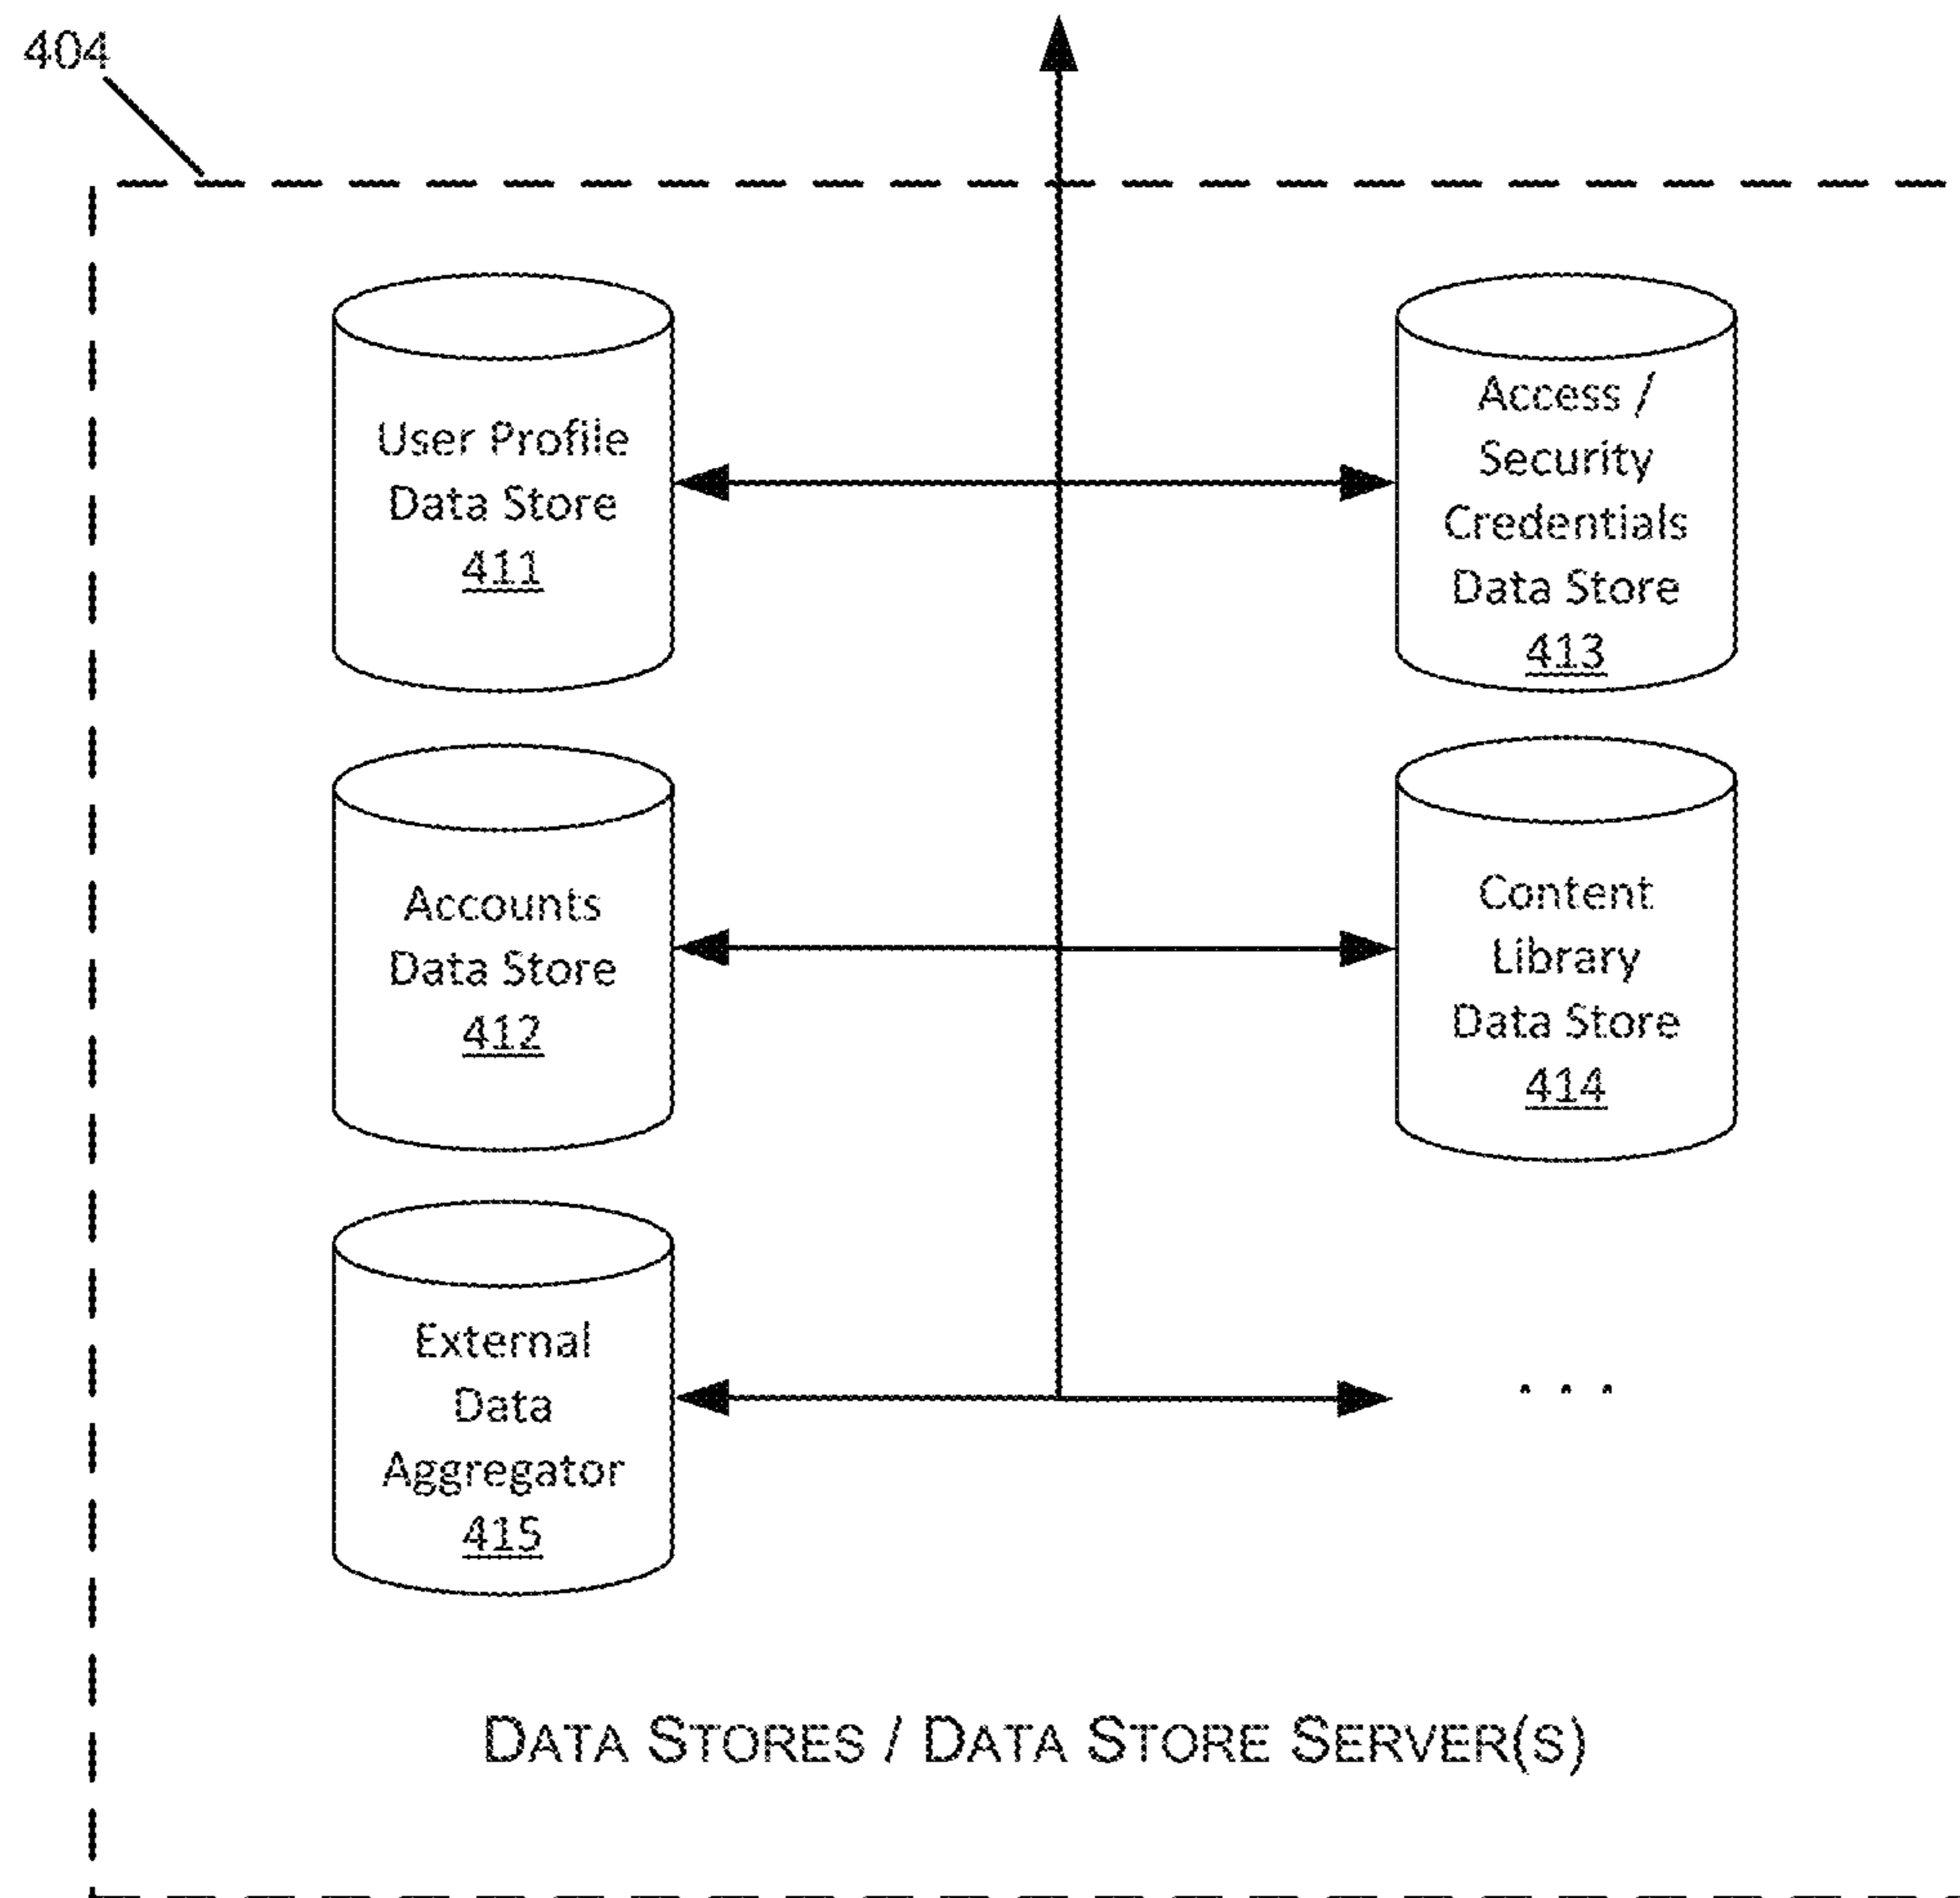 404
User Profile
Data Store
411
Access /
Security
Credentials
Data Store
413
Accounts
Data Store
412
Content
Library
Data Store
414
External
Data
Aggregator
415
. . .
DATA STORES / DATA STORE SERVER(S)